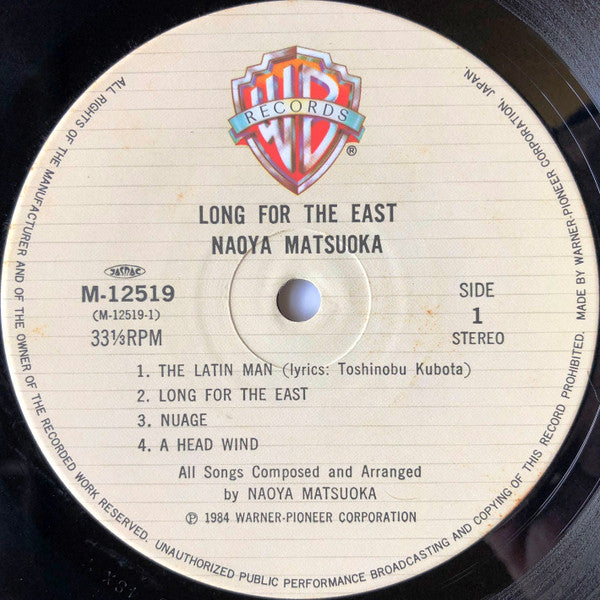 ALL RIGHTS OF THE MANUFACTURER AND OF THE OWNER OF THE RECORDED WORK RESERVED. UNAUTHORIZED PUBLIC PERFORMANCE BROADCASTING AND COPYING OF THIS RECORD PROHIBITED. MADE BY WARNER-PIONEER CORPORATION, JAPAN.
WB
RECORDS
®
LONG FOR THE EAST
NAOYA MATSUOKA
JASRAC
M-12519
(M-12519-1)
33⅓RPM
SIDE
1
STEREO
1. THE LATIN MAN (lyrics: Toshinobu Kubota)
2. LONG FOR THE EAST
3. NUAGE
4. A HEAD WIND
All Songs Composed and Arranged
by NAOYA MATSUOKA
℗ 1984 WARNER-PIONEER CORPORATION